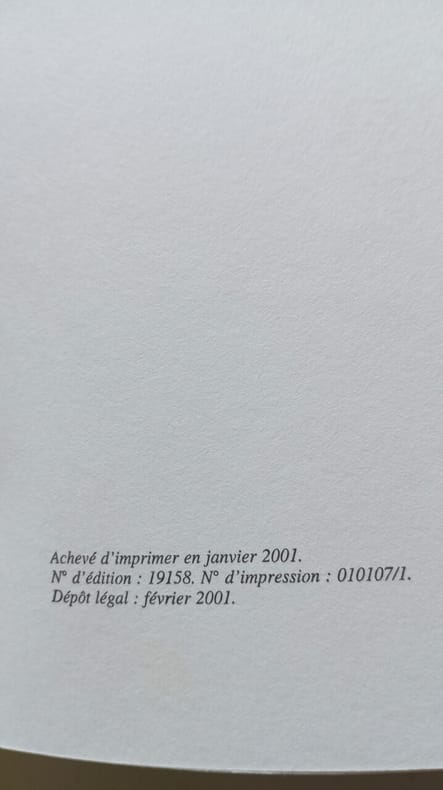 Achevé d'imprimer en janvier 2001.
N° d'édition : 19158. N° d'impression : 010107/1.
Dépôt légal : février 2001.